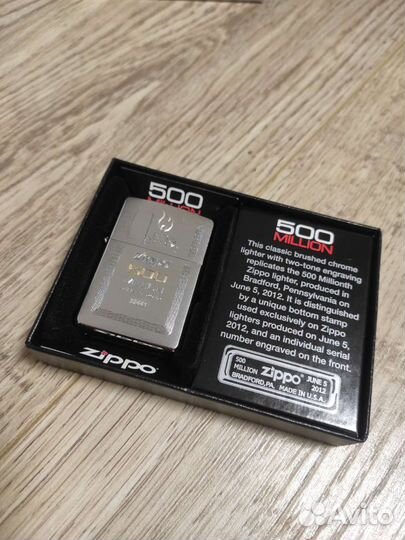 500
MILLION
500
zippo
500
MILLION
This classic brushed chrome
lighter with two-tone engraving
replicates the 500 Millionth
Zippo lighter, produced in
Bradford, Pennsylvania on
June 5, 2012. It is distinguished
by a unique bottom stamp
used exclusively on Zippo
lighters produced on June 5,
2012, and an individual serial
number engraved on the front.
500
MILLION zippo JUNE 5
2012
BRADFORD, PA. MADE IN U.S.A.
Avito